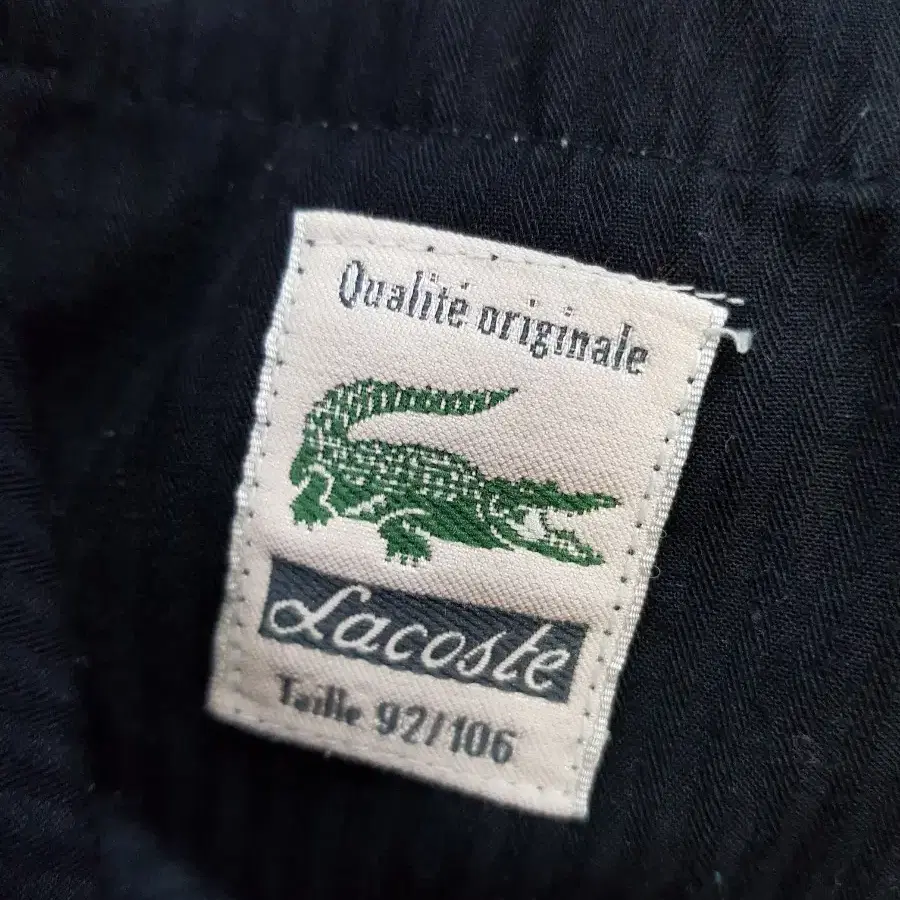 Qualité originale
Lacoste
Taille 92/106